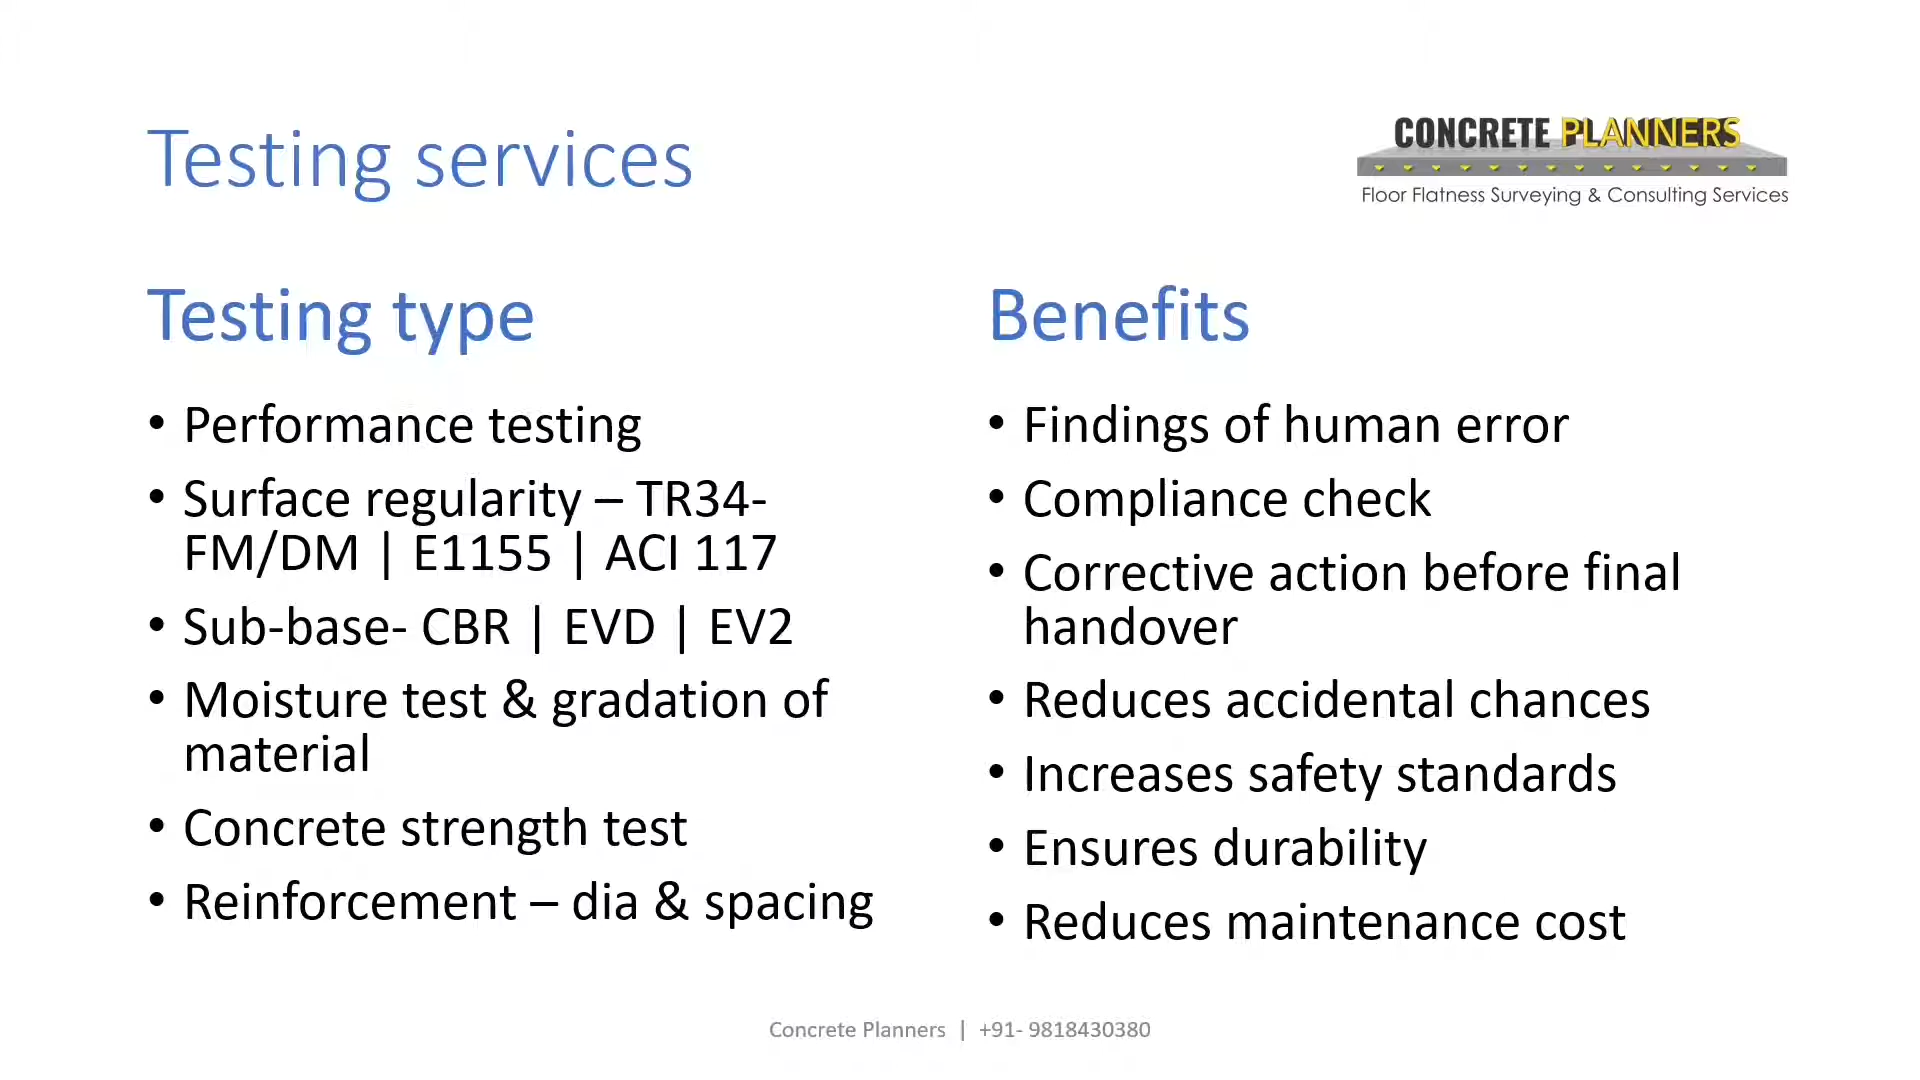 Testing services
CONCRETE PLANNERS
Floor Flatness Surveying & Consulting Services
Testing type
• Performance testing
• Surface regularity – TR34-
FM/DM | E1155 | ACI 117
• Sub-base- CBR | EVD | EV2
• Moisture test & gradation of
material
• Concrete strength test
• Reinforcement – dia & spacing
Benefits
• Findings of human error
• Compliance check
• Corrective action before final
handover
• Reduces accidental chances
• Increases safety standards
• Ensures durability
• Reduces maintenance cost
Concrete Planners | +91- 9818430380